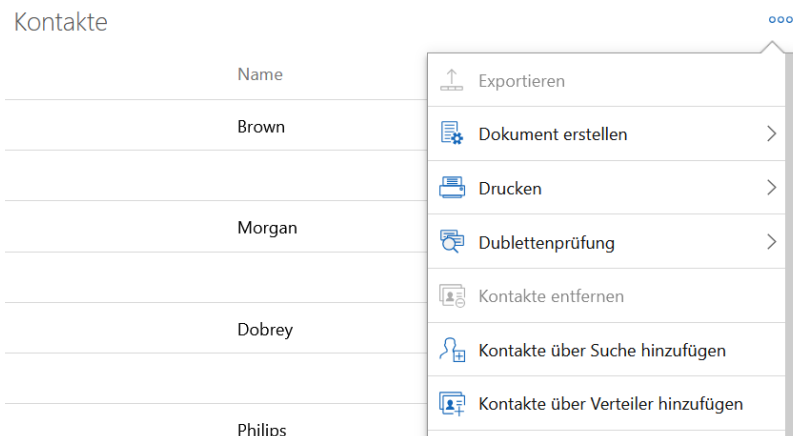 Kontakte
Name
Brown
Morgan
Dobrey
Philips
Exportieren
Dokument erstellen
Drucken
Dublettenprüfung
Kontakte entfernen
Kontakte über Suche hinzufügen
Kontakte über Verteiler hinzufügen